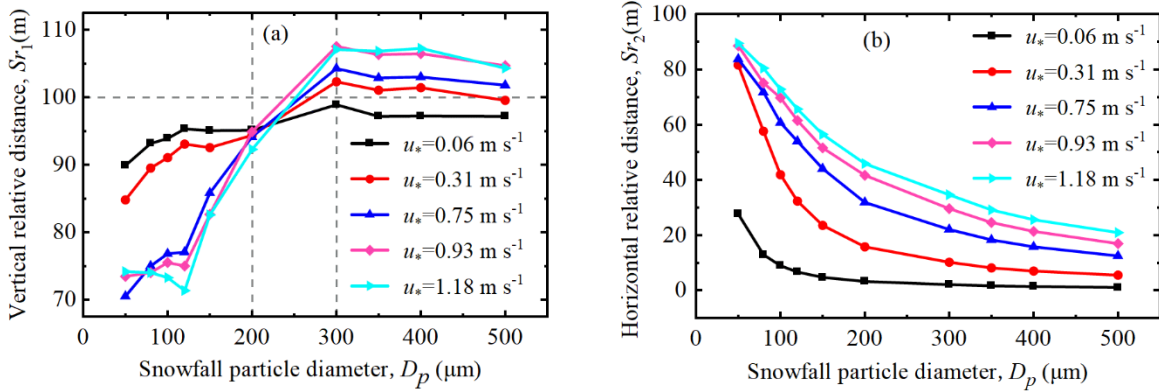 Vertical relative distance, Sr₁(m)
110
100
90
80
70
(a)
u*=0.06 m s⁻¹
u*=0.31 m s⁻¹
u*=0.75 m s⁻¹
u*=0.93 m s⁻¹
u*=1.18 m s⁻¹
0 100 200 300 400 500
Snowfall particle diameter, Dₚ (μm)
Horizontal relative distance, Sr₂(m)
100
80
60
40
20
0
(b)
u*=0.06 m s⁻¹
u*=0.31 m s⁻¹
u*=0.75 m s⁻¹
u*=0.93 m s⁻¹
u*=1.18 m s⁻¹
0 100 200 300 400 500
Snowfall particle diameter, Dₚ (μm)